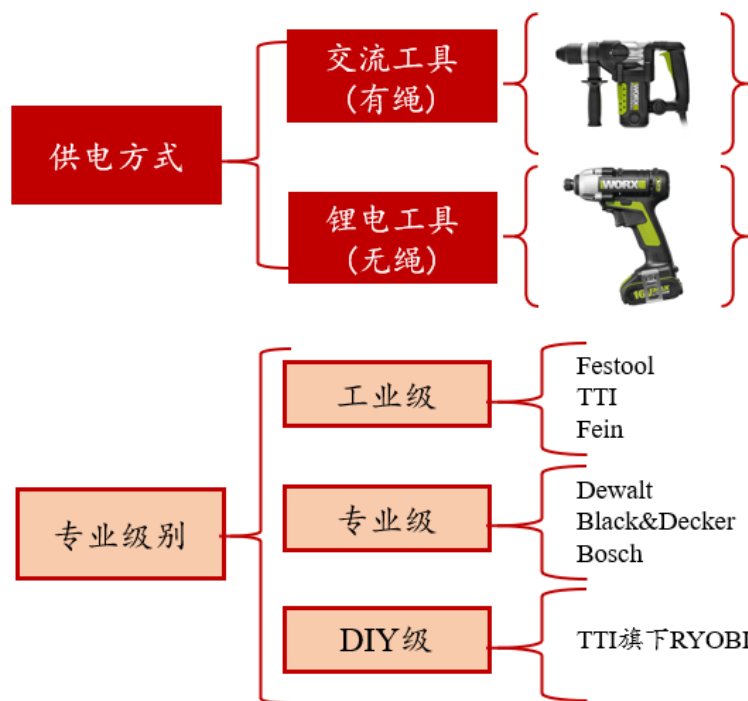 供电方式
交流工具
(有绳)
WORX
锂电工具
(无绳)
WORX
专业级别
工业级
Festool
TTI
Fein
专业级
Dewalt
Black&Decker
Bosch
DIY级
TTI旗下RYOBI